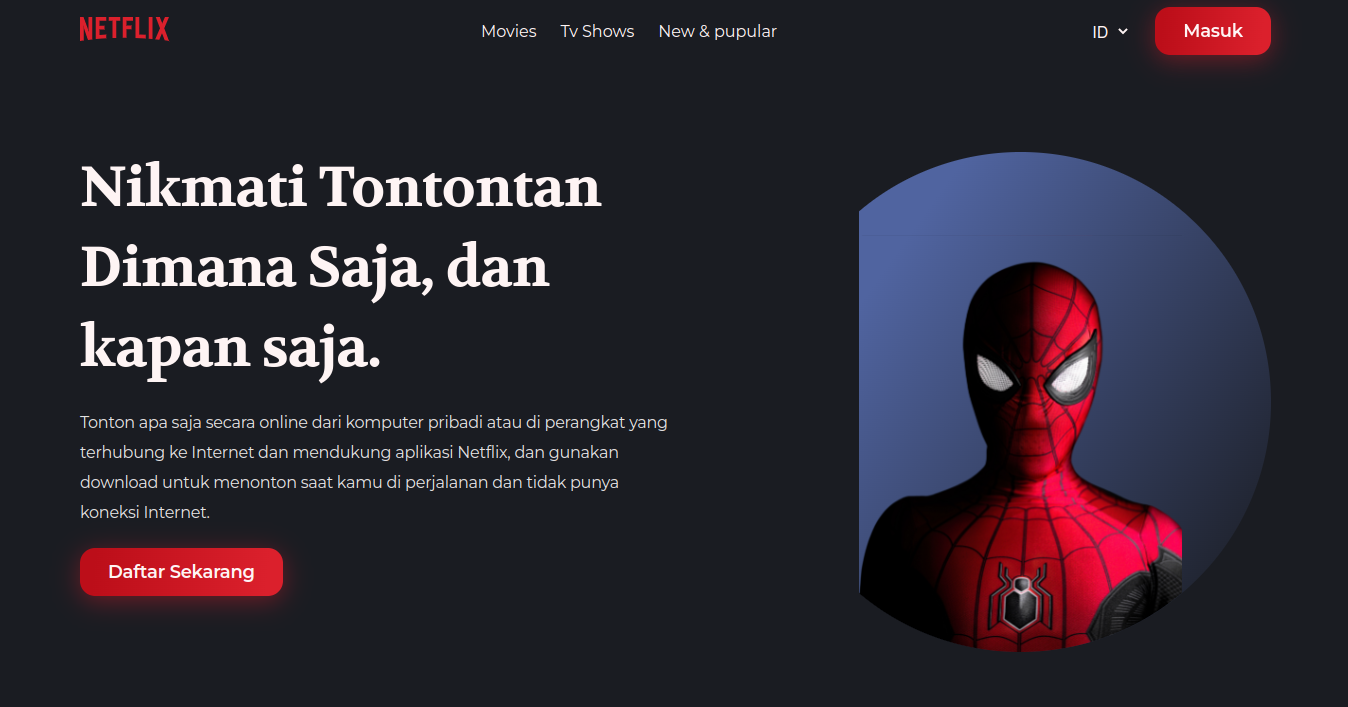 NETFLIX
Movies Tv Shows New & pupular
ID
Masuk
Nikmati Tontontan
Dimana Saja, dan
kapan saja.
Tonton apa saja secara online dari komputer pribadi atau di perangkat yang
terhubung ke Internet dan mendukung aplikasi Netflix, dan gunakan
download untuk menonton saat kamu di perjalanan dan tidak punya
koneksi Internet.
Daftar Sekarang